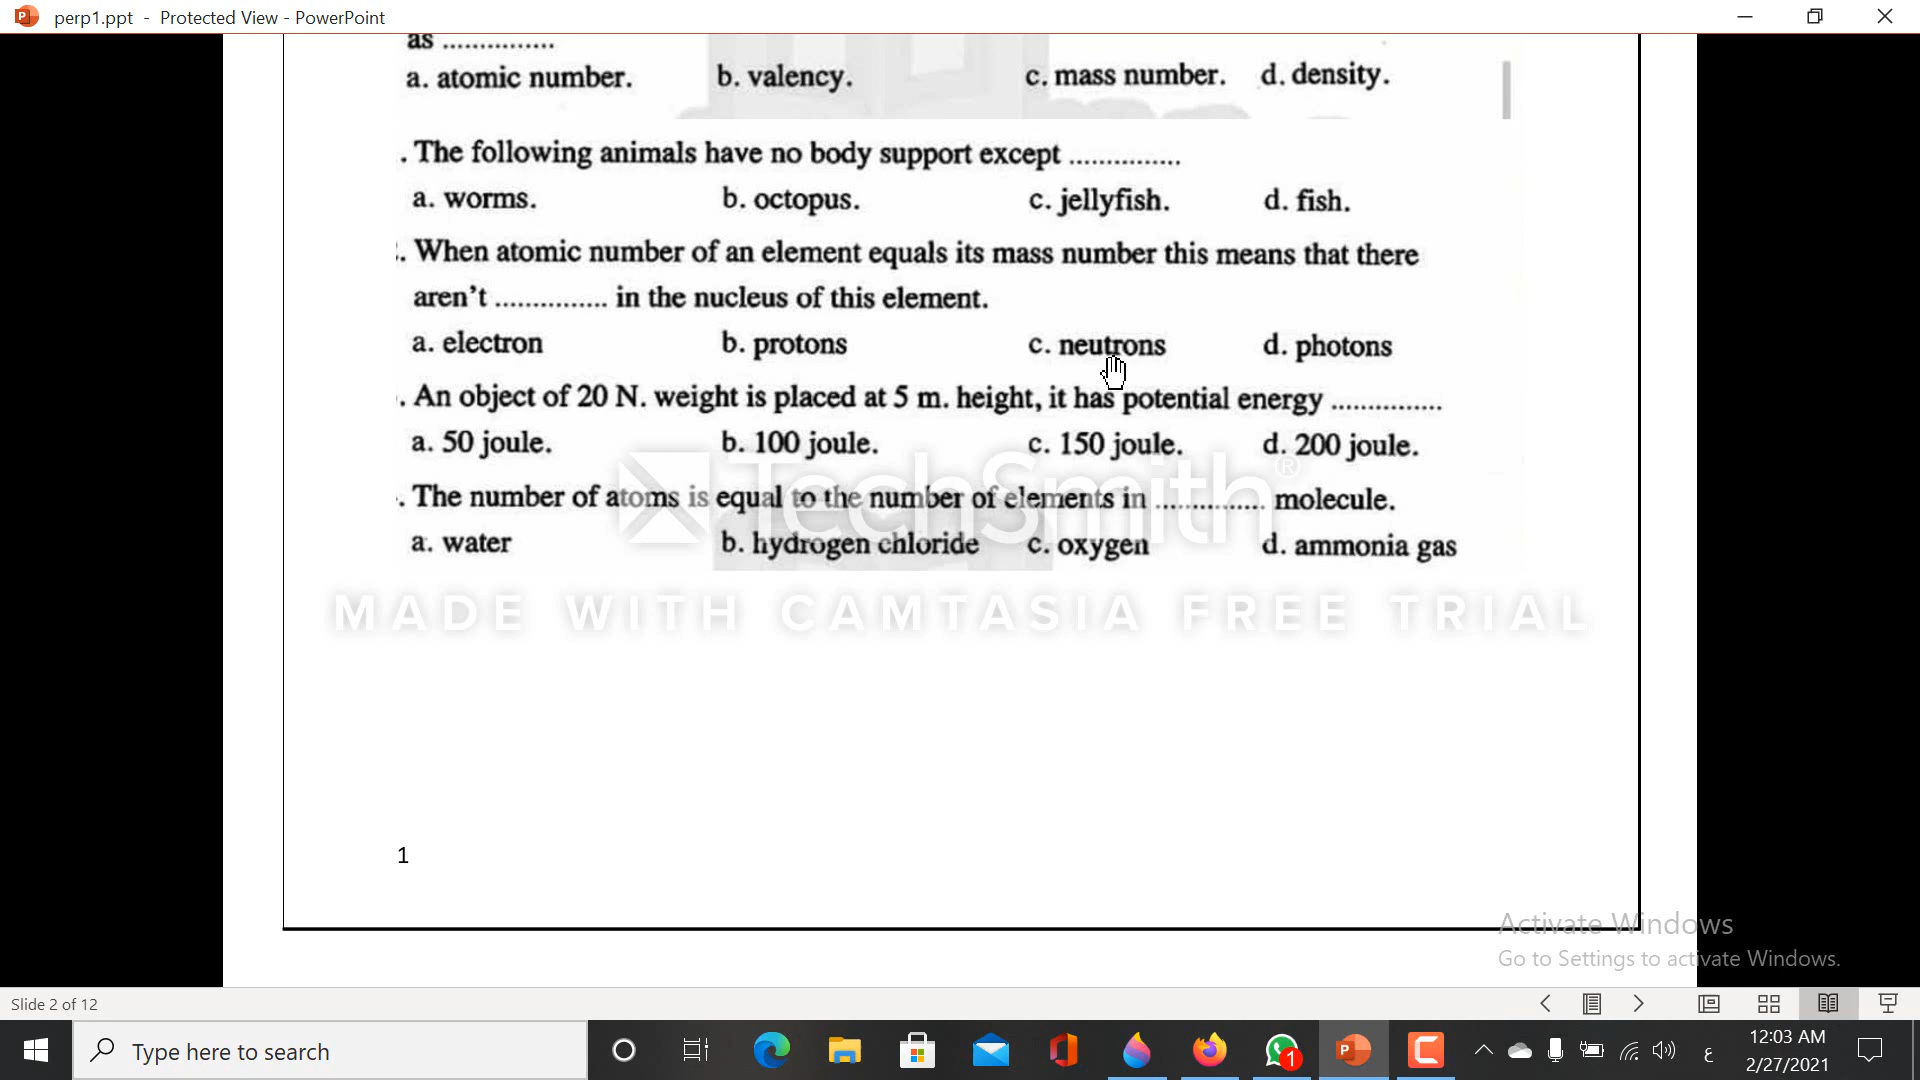 perp1.ppt - Protected View - PowerPoint
as ...............
a. atomic number. b. valency. c. mass number. d. density.
. The following animals have no body support except ...............
a. worms. b. octopus. c. jellyfish. d. fish.
. When atomic number of an element equals its mass number this means that there
aren't ............... in the nucleus of this element.
a. electron b. protons c. neutrons d. photons
. An object of 20 N. weight is placed at 5 m. height, it has potential energy ...............
a. 50 joule. b. 100 joule. c. 150 joule. d. 200 joule.
TechSmith®
. The number of atoms is equal to the number of elements in ............... molecule.
a. water b. hydrogen chloride c. oxygen d. ammonia gas
MADE WITH CAMTASIA FREE TRIAL
1
Activate Windows
Go to Settings to activate Windows.
Slide 2 of 12
Type here to search
1
ع
12:03 AM
2/27/2021